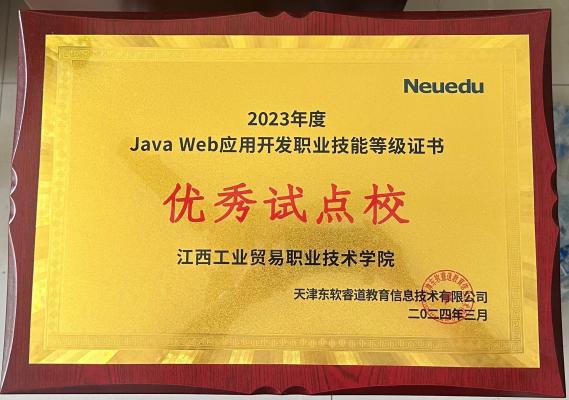 Neuedu
2023年度
Java Web应用开发职业技能等级证书
优秀试点校
江西工业贸易职业技术学院
天津东软睿道教育信息技术有限公司
二〇二四年三月